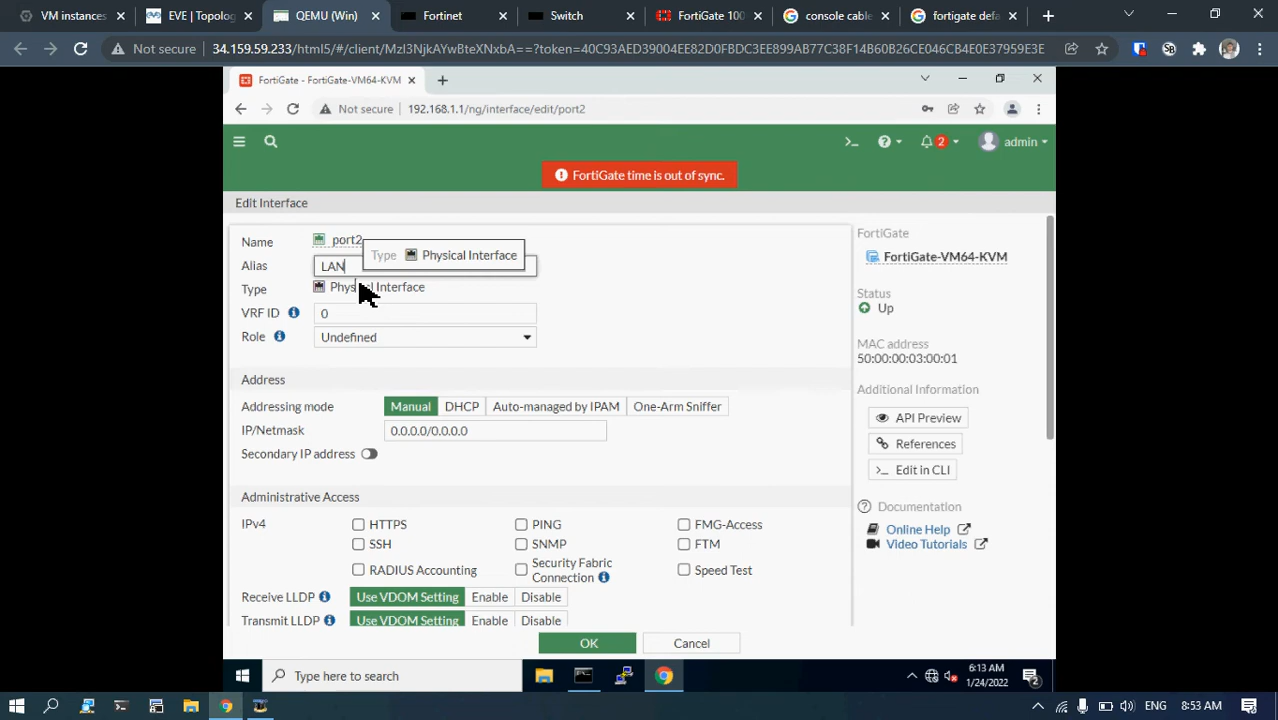 VM instances
EVE | Topolog
QEMU (Win)
Fortinet
Switch
FortiGate 100
console cable
fortigate defa
Not secure
34.159.59.233/html5/#/client/MzI3NjkAYwBteXNxbA==?token=40C93AED39004EE82D0FBDC3EEE897AB77C38F14B60B26CE046CB4E0E37959E3E
FortiGate - FortiGate-VM64-KVM
Not secure
192.168.1.1/ng/interface/edit/port2
>_
2
admin
FortiGate time is out of sync.
Edit Interface
Name
port2
Type Physical Interface
Alias
LAN
Type
Physical Interface
VRF ID
0
Role
Undefined
Address
Addressing mode
Manual
DHCP
Auto-managed by IPAM
One-Arm Sniffer
IP/Netmask
0.0.0.0/0.0.0.0
Secondary IP address
Administrative Access
IPv4
HTTPS
PING
FMG-Access
SSH
SNMP
FTM
RADIUS Accounting
Security Fabric
Connection
Speed Test
Receive LLDP
Use VDOM Setting
Enable
Disable
Transmit LLDP
Use VDOM Setting
Enable
Disable
OK
Cancel
FortiGate
FortiGate-VM64-KVM
Status
Up
MAC address
50:00:00:03:00:01
Additional Information
API Preview
References
>_ Edit in CLI
Documentation
Online Help
Video Tutorials
Type here to search
6:13 AM
1/24/2022
2
ENG
8:53 AM